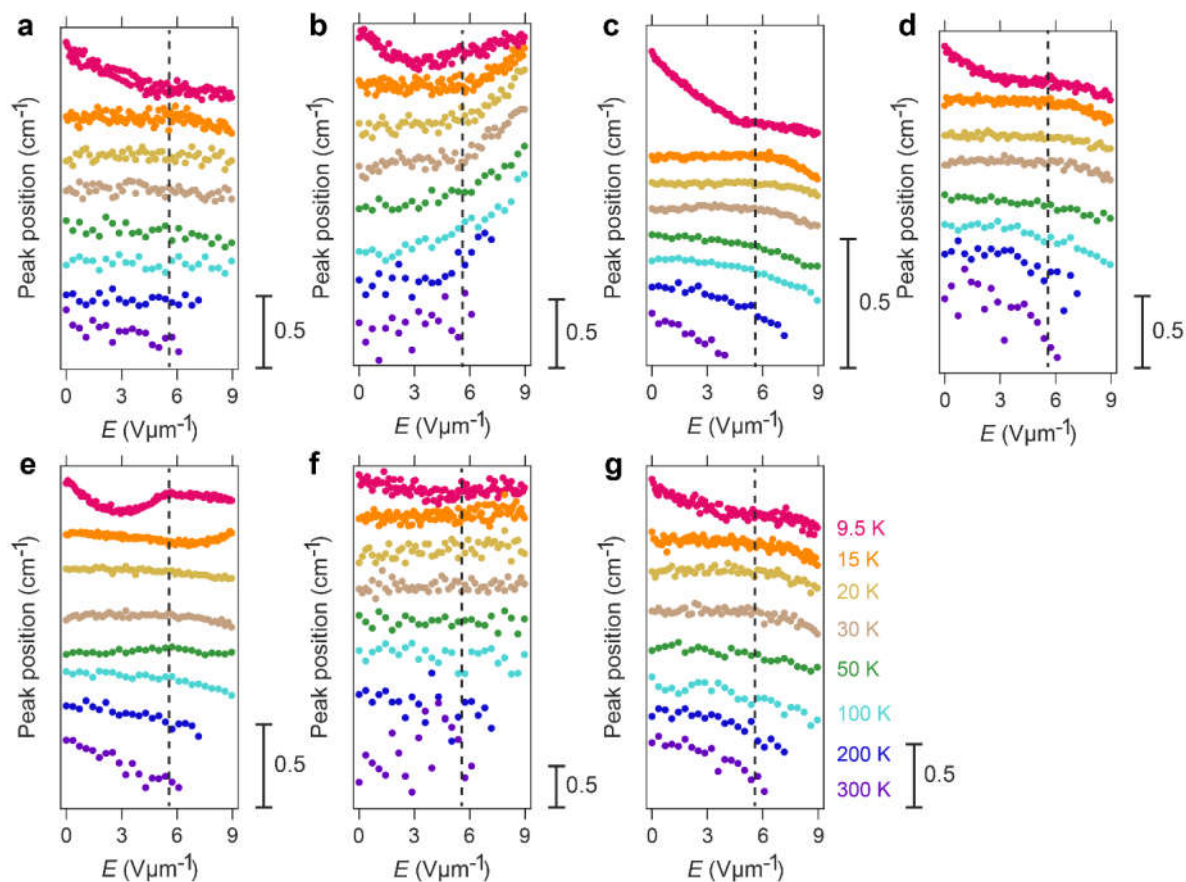 a
b
c
d
Peak position (cm⁻¹)
Peak position (cm⁻¹)
Peak position (cm⁻¹)
Peak position (cm⁻¹)
0.5
0.5
0.5
0.5
0 3 6 9
0 3 6 9
0 3 6 9
0 3 6 9
E (Vµm⁻¹)
E (Vµm⁻¹)
E (Vµm⁻¹)
E (Vµm⁻¹)
e
f
g
Peak position (cm⁻¹)
Peak position (cm⁻¹)
Peak position (cm⁻¹)
9.5 K
15 K
20 K
30 K
50 K
100 K
200 K
300 K
0.5
0.5
0.5
0 3 6 9
0 3 6 9
0 3 6 9
E (Vµm⁻¹)
E (Vµm⁻¹)
E (Vµm⁻¹)